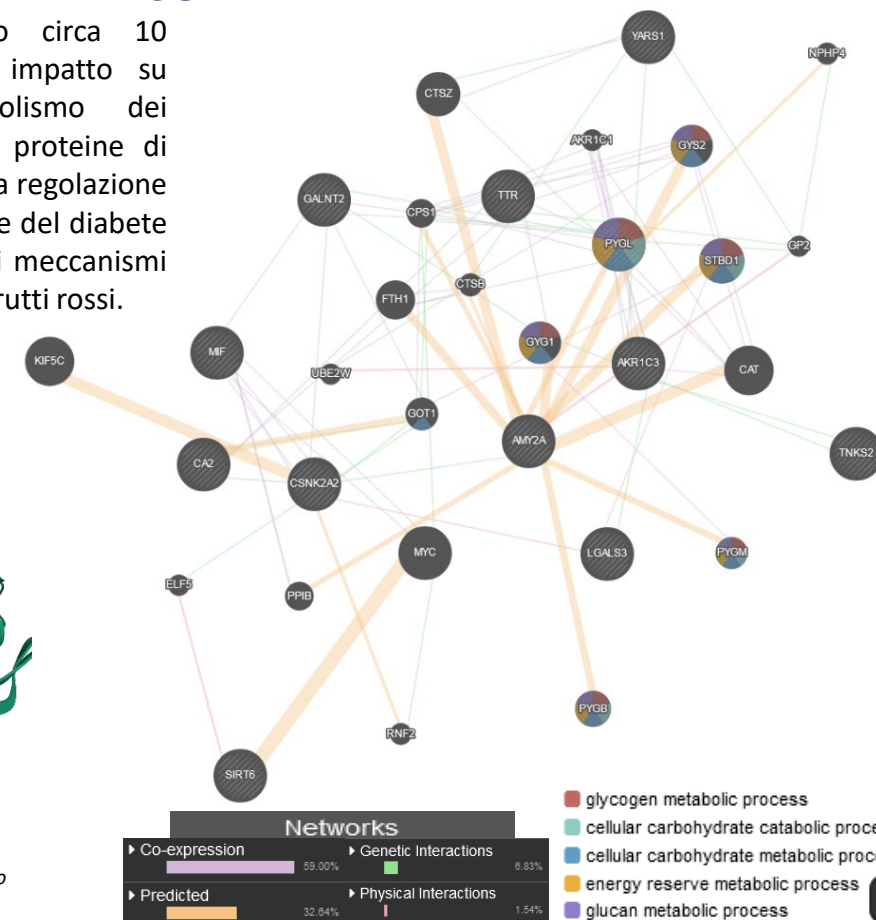 circa 10
impatto su
dei
proteine di
regolazione
e del diabete
meccanismi
rutti rossi.
YARS1
NPHP4
CTSZ
AKR1C1
GYS2
GALNT2
TTR
CPS1
PYGL
GP2
STBD1
CTSB
FTH1
GYG1
KIF5C
MIF
UBE2W
AKR1C3
CAT
GOT1
AMY2A
CA2
TNKS2
CSNK2A2
MYC
LGALS3
PYGM
ELF5
PPIB
PYGB
RNF2
SIRT6
Networks
Co-expression
59.00%
Genetic Interactions
6.83%
Predicted
32.64%
Physical Interactions
1.54%
glycogen metabolic process
cellular carbohydrate catabolic proce
cellular carbohydrate metabolic proce
energy reserve metabolic process
glucan metabolic process